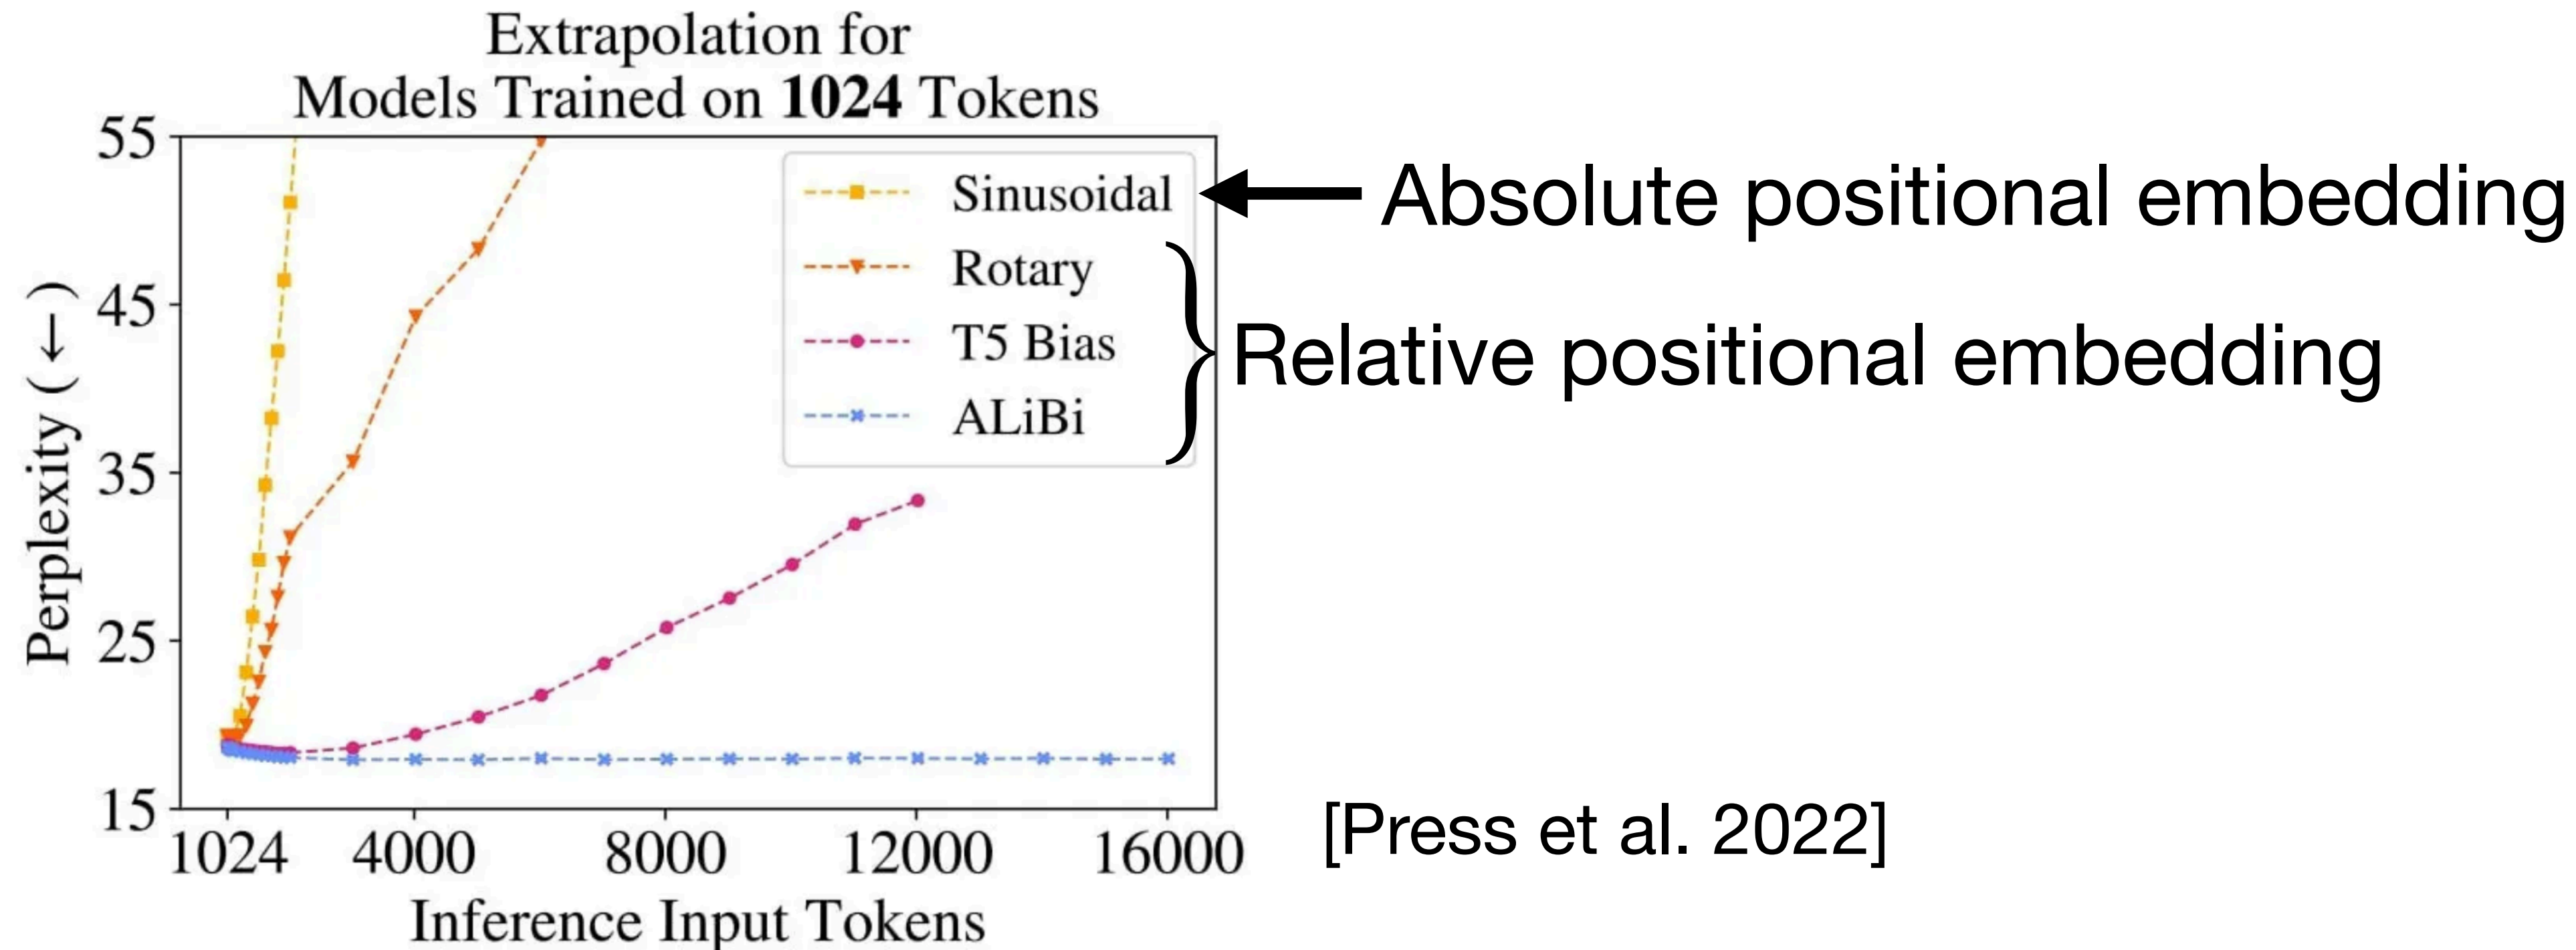 Extrapolation for
Models Trained on 1024 Tokens
55
45
35
25
15
Perplexity (←)
Sinusoidal
Rotary
T5 Bias
ALiBi
Absolute positional embedding
Relative positional embedding
[Press et al. 2022]
1024 4000 8000 12000 16000
Inference Input Tokens